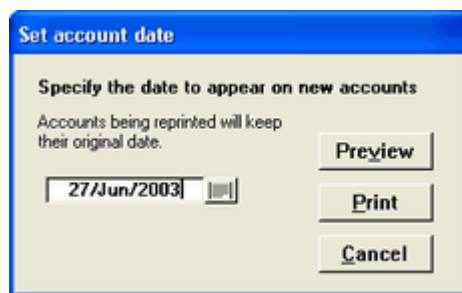 Set account date
Specify the date to appear on new accounts
Accounts being reprinted will keep
their original date.
Preview
27/Jun/2003
Print
Cancel